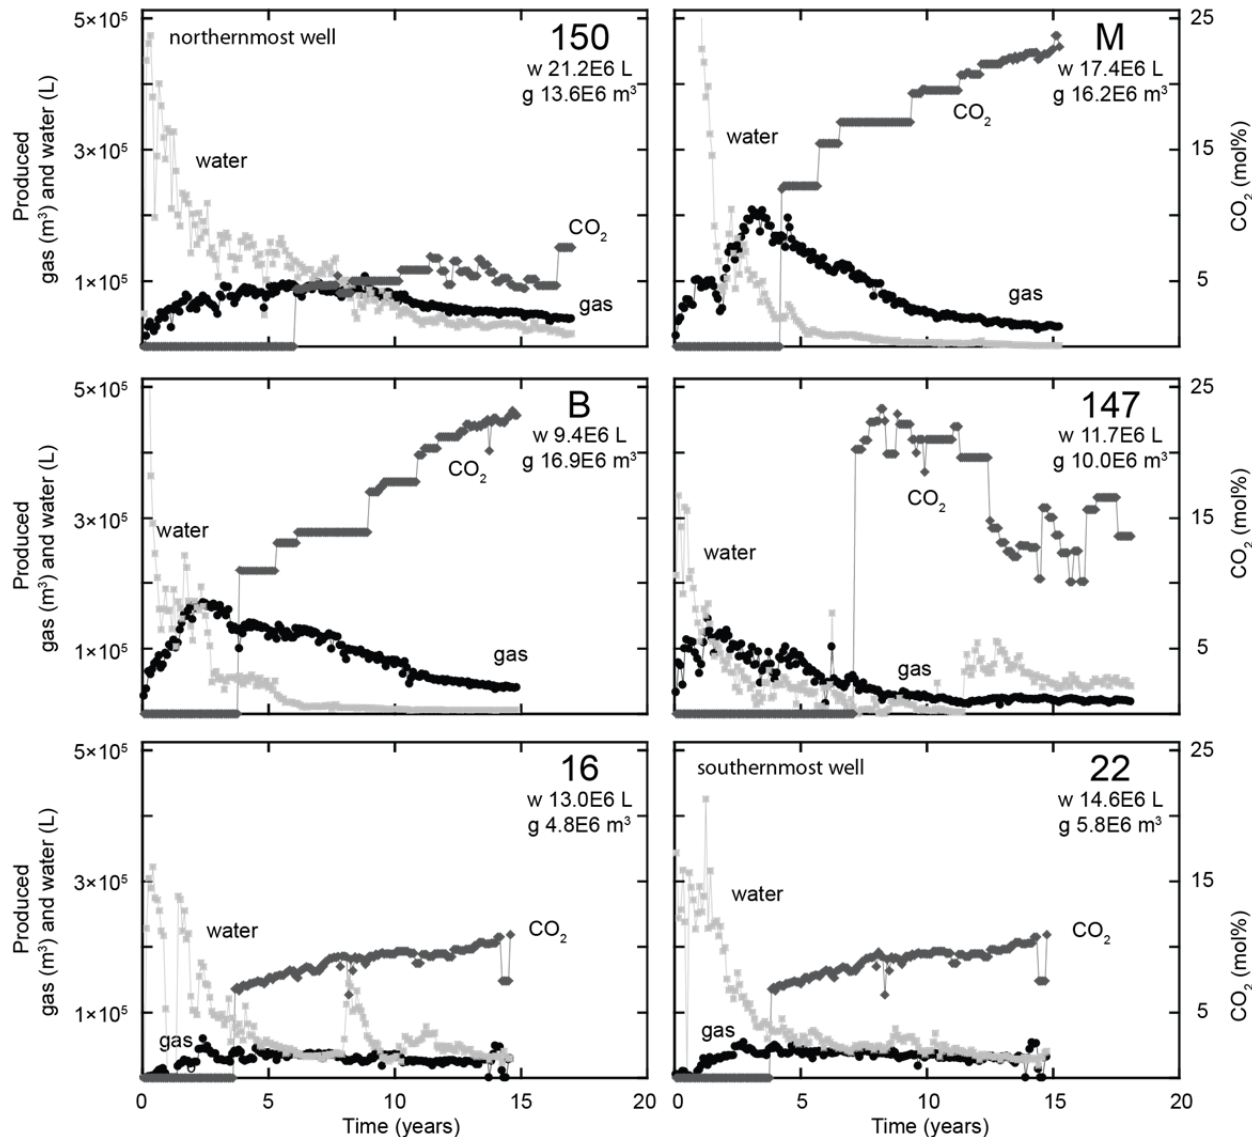 northernmost well
150
w 21.2E6 L
g 13.6E6 m³
water
CO₂
gas
5×10⁵
3×10⁵
1×10⁵
Produced
gas (m³) and water (L)
M
w 17.4E6 L
g 16.2E6 m³
CO₂
water
gas
25
15
5
CO₂ (mol%)
0
5
10
15
20
B
w 9.4E6 L
g 16.9E6 m³
CO₂
water
gas
5×10⁵
3×10⁵
1×10⁵
Produced
gas (m³) and water (L)
147
w 11.7E6 L
g 10.0E6 m³
CO₂
water
gas
25
15
5
CO₂ (mol%)
16
w 13.0E6 L
g 4.8E6 m³
water
CO₂
gas
5×10⁵
3×10⁵
1×10⁵
Produced
gas (m³) and water (L)
0
5
10
15
20
Time (years)
southernmost well
22
w 14.6E6 L
g 5.8E6 m³
water
CO₂
gas
25
15
5
CO₂ (mol%)
0
5
10
15
20
Time (years)